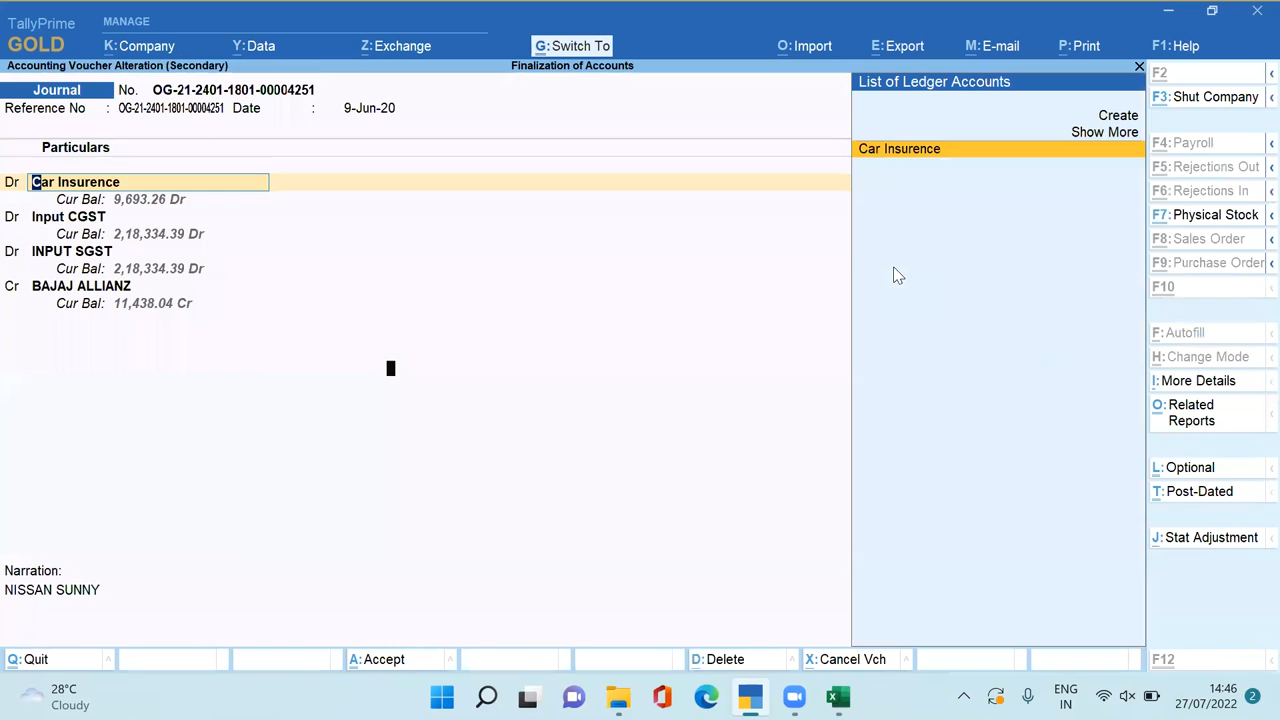 TallyPrime
MANAGE
GOLD
K:Company
Y:Data
Z:Exchange
G:Switch To
O:Import
E:Export
M:E-mail
P:Print
F1:Help
Accounting Voucher Alteration (Secondary)
Finalization of Accounts
Journal No. OG-21-2401-1801-00004251
Reference No : OG-21-2401-1801-00004251 Date : 9-Jun-20
Particulars
Dr Car Insurence
Cur Bal: 9,693.26 Dr
Dr Input CGST
Cur Bal: 2,18,334.39 Dr
Dr INPUT SGST
Cur Bal: 2,18,334.39 Dr
Cr BAJAJ ALLIANZ
Cur Bal: 11,438.04 Cr
Narration:
NISSAN SUNNY
List of Ledger Accounts
Create
Show More
Car Insurence
F2
F3:Shut Company
F4:Payroll
F5:Rejections Out
F6:Rejections In
F7:Physical Stock
F8:Sales Order
F9:Purchase Order
F10
F:Autofill
H:Change Mode
I:More Details
O:Related
Reports
L:Optional
T:Post-Dated
J:Stat Adjustment
Q:Quit
A:Accept
D:Delete
X:Cancel Vch
F12
28°C
Cloudy
ENG
IN
14:46
27/07/2022
2